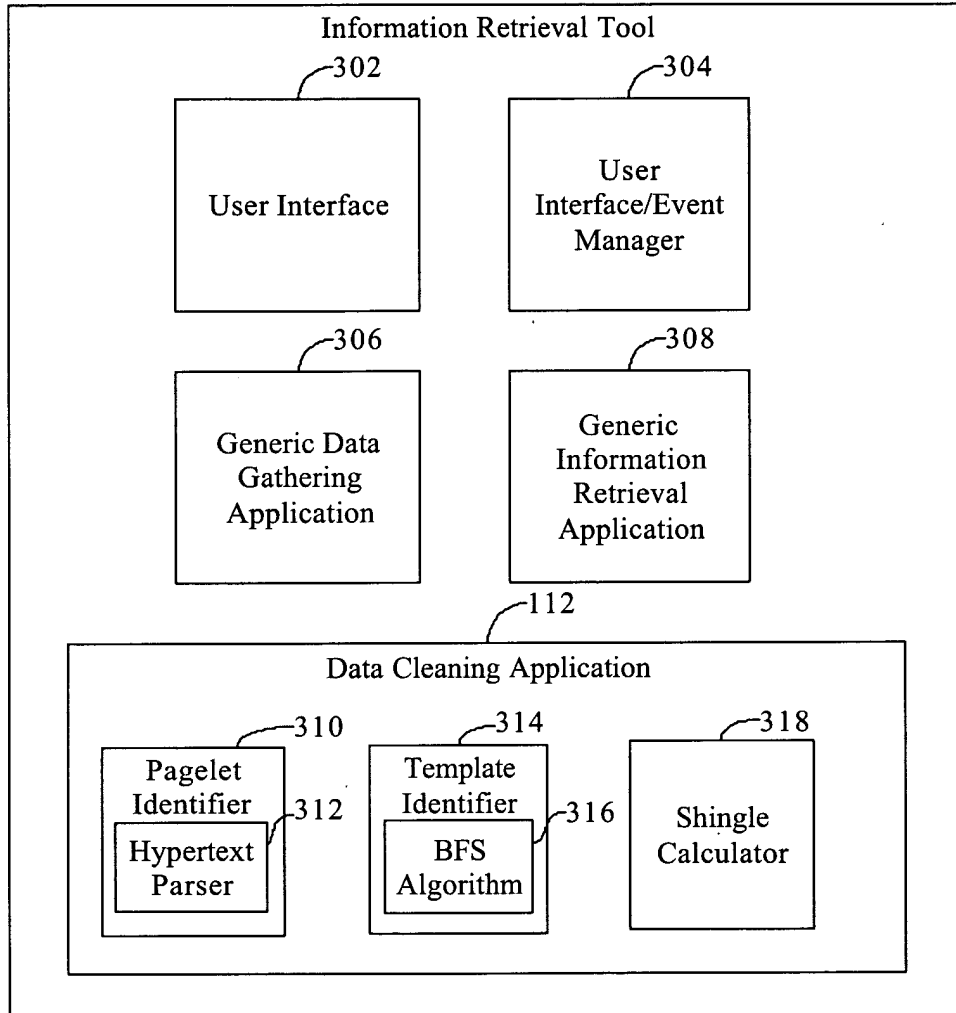 Information Retrieval Tool
302
304
User Interface
User
Interface/Event
Manager
306
308
Generic Data
Gathering
Application
Generic
Information
Retrieval
Application
112
Data Cleaning Application
310
314
318
Pagelet
Identifier
312
Hypertext
Parser
Template
Identifier
316
BFS
Algorithm
Shingle
Calculator